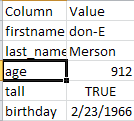 Column Value
firstname don-E
last_name Merson
age 912
tall TRUE
birthday 2/23/1966